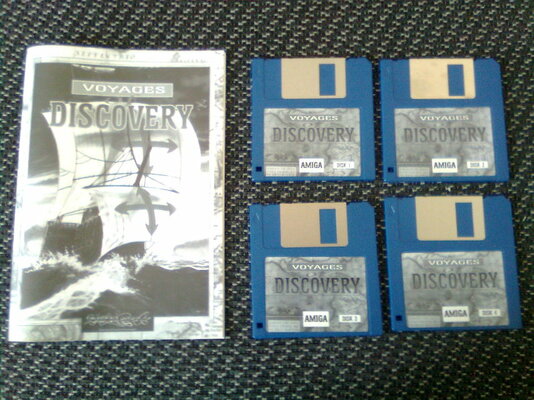 VOYAGES
DISCOVERY
VOYAGES
DISCOVERY
AMIGA DISK 1
VOYAGES
DISCOVERY
AMIGA DISK 2
VOYAGES
DISCOVERY
AMIGA DISK 3
VOYAGES
DISCOVERY
AMIGA DISK 4